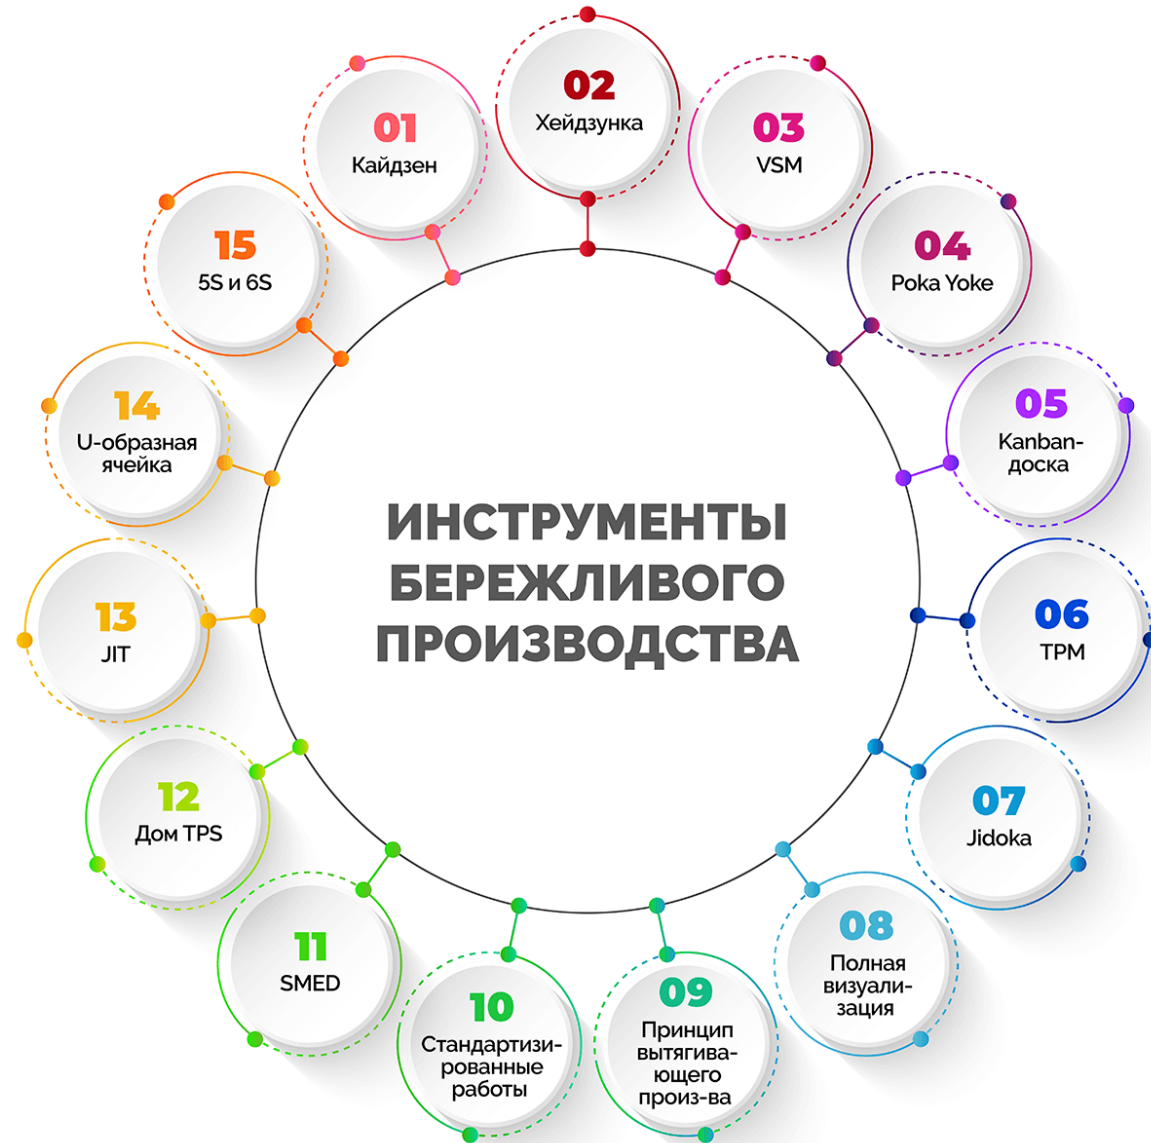 ИНСТРУМЕНТЫ
БЕРЕЖЛИВОГО
ПРОИЗВОДСТВА
01
Кайдзен
02
Хейдзунка
03
VSM
04
Poka Yoke
05
Kanban-
доска
06
TPM
07
Jidoka
08
Полная
визуали-
зация
09
Принцип
вытягива-
ющего
произ-ва
10
Стандартизи-
рованные
работы
11
SMED
12
Дом TPS
13
JIT
14
U-образная
ячейка
15
5S и 6S